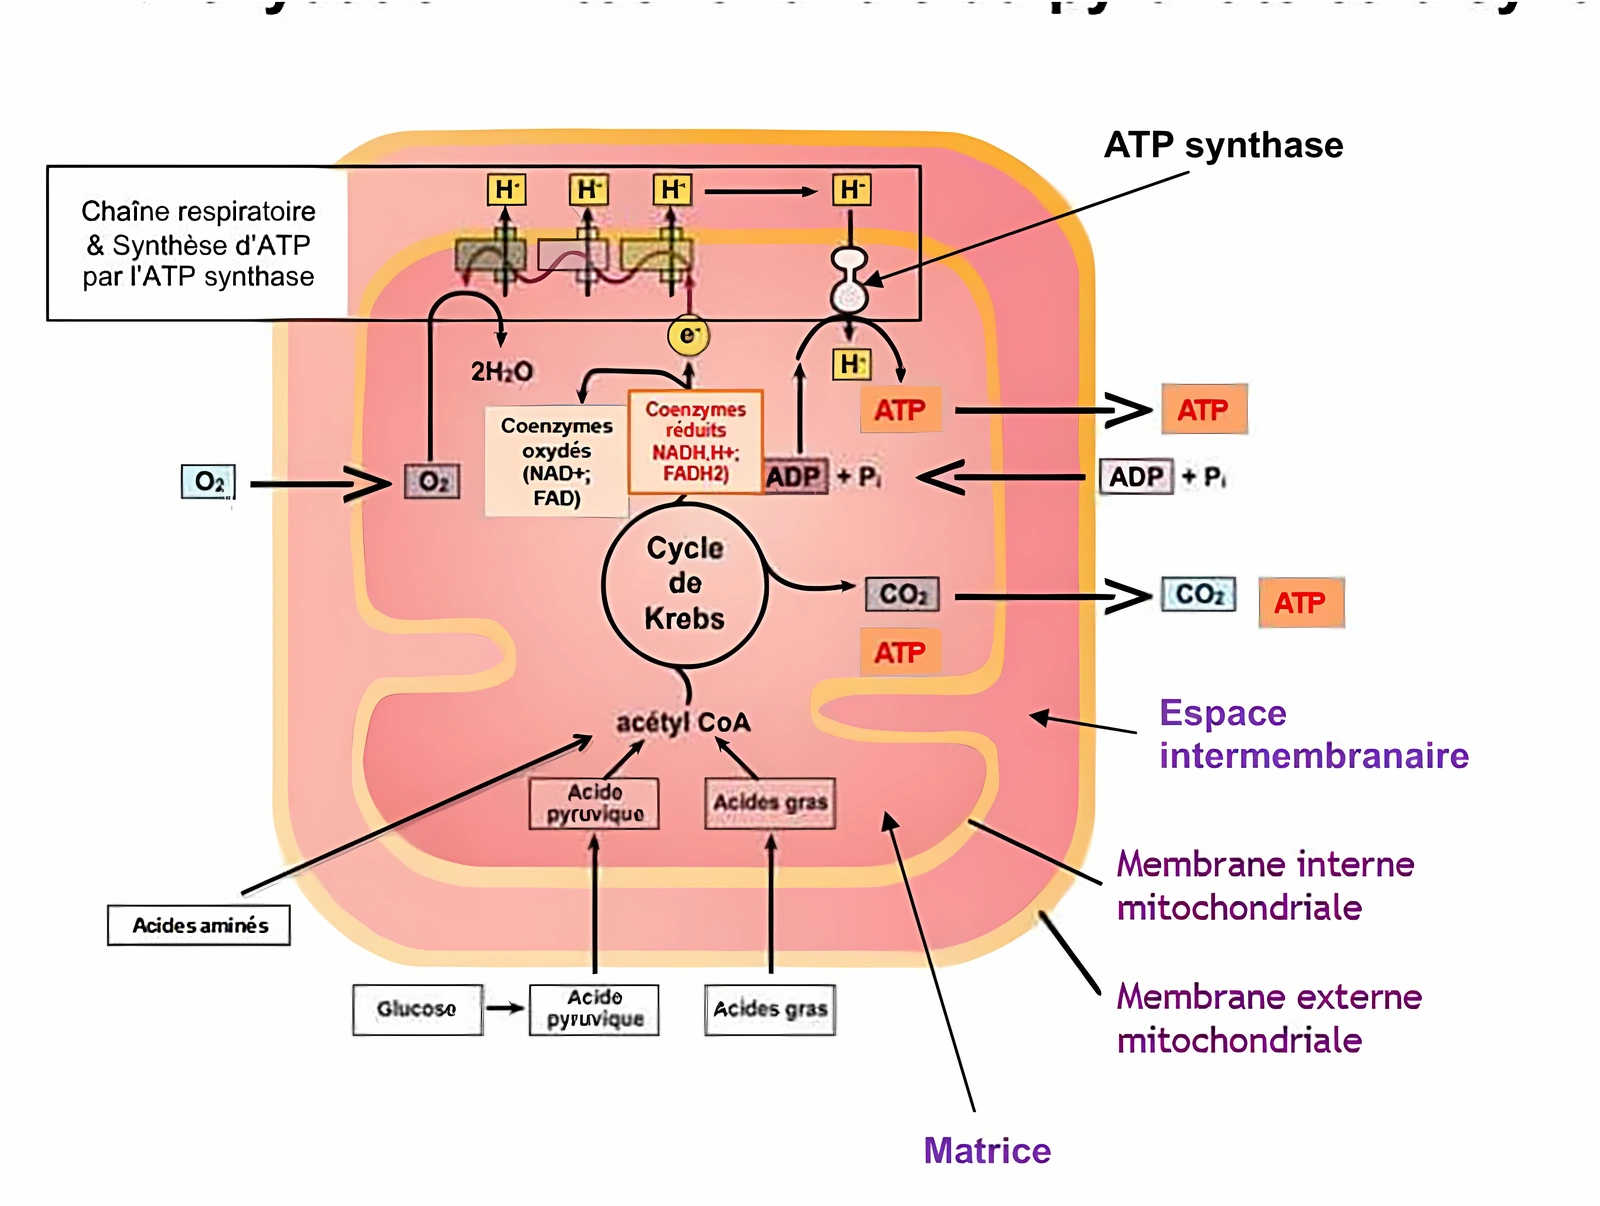 ATP synthase
Chaîne respiratoire
& Synthèse d'ATP
par l'ATP synthase
H+
H+
H+
H+
e-
2H₂O
H+
ATP
ATP
Coenzymes
oxydés
(NAD+;
FAD)
Coenzymes
réduits
NADH,H+;
FADH2)
O₂
O₂
ADP + Pi
ADP + Pi
Cycle
de
Krebs
CO₂
CO₂
ATP
ATP
acétyl CoA
Espace
intermembranaire
Acide
pyruvique
Acides gras
Membrane interne
mitochondriale
Acides aminés
Glucose
Acide
pyruvique
Acides gras
Membrane externe
mitochondriale
Matrice